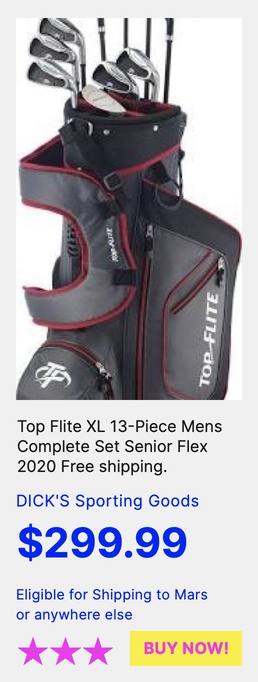 TOP-FLITE
TOP FLITE
TF
Top Flite XL 13-Piece Mens
Complete Set Senior Flex
2020 Free shipping.
DICK'S Sporting Goods
$299.99
Eligible for Shipping to Mars
or anywhere else
BUY NOW!